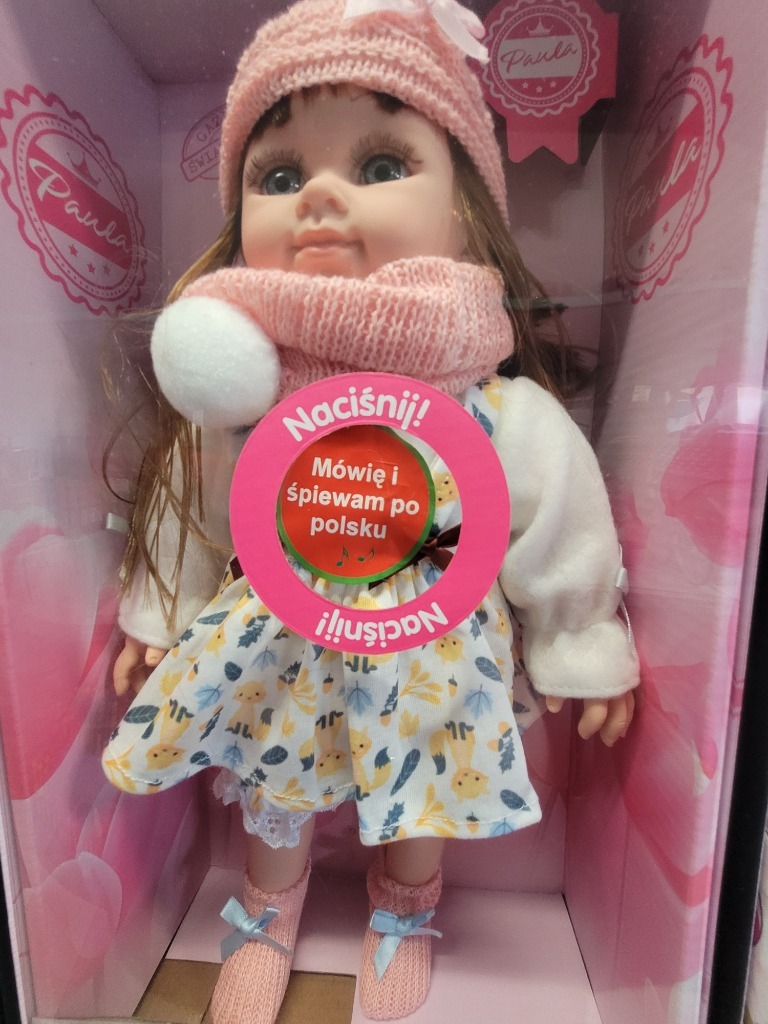 Paula
Paula
Paula
Naciśnij!
Mówię i
śpiewam po
polsku
Naciśnij!